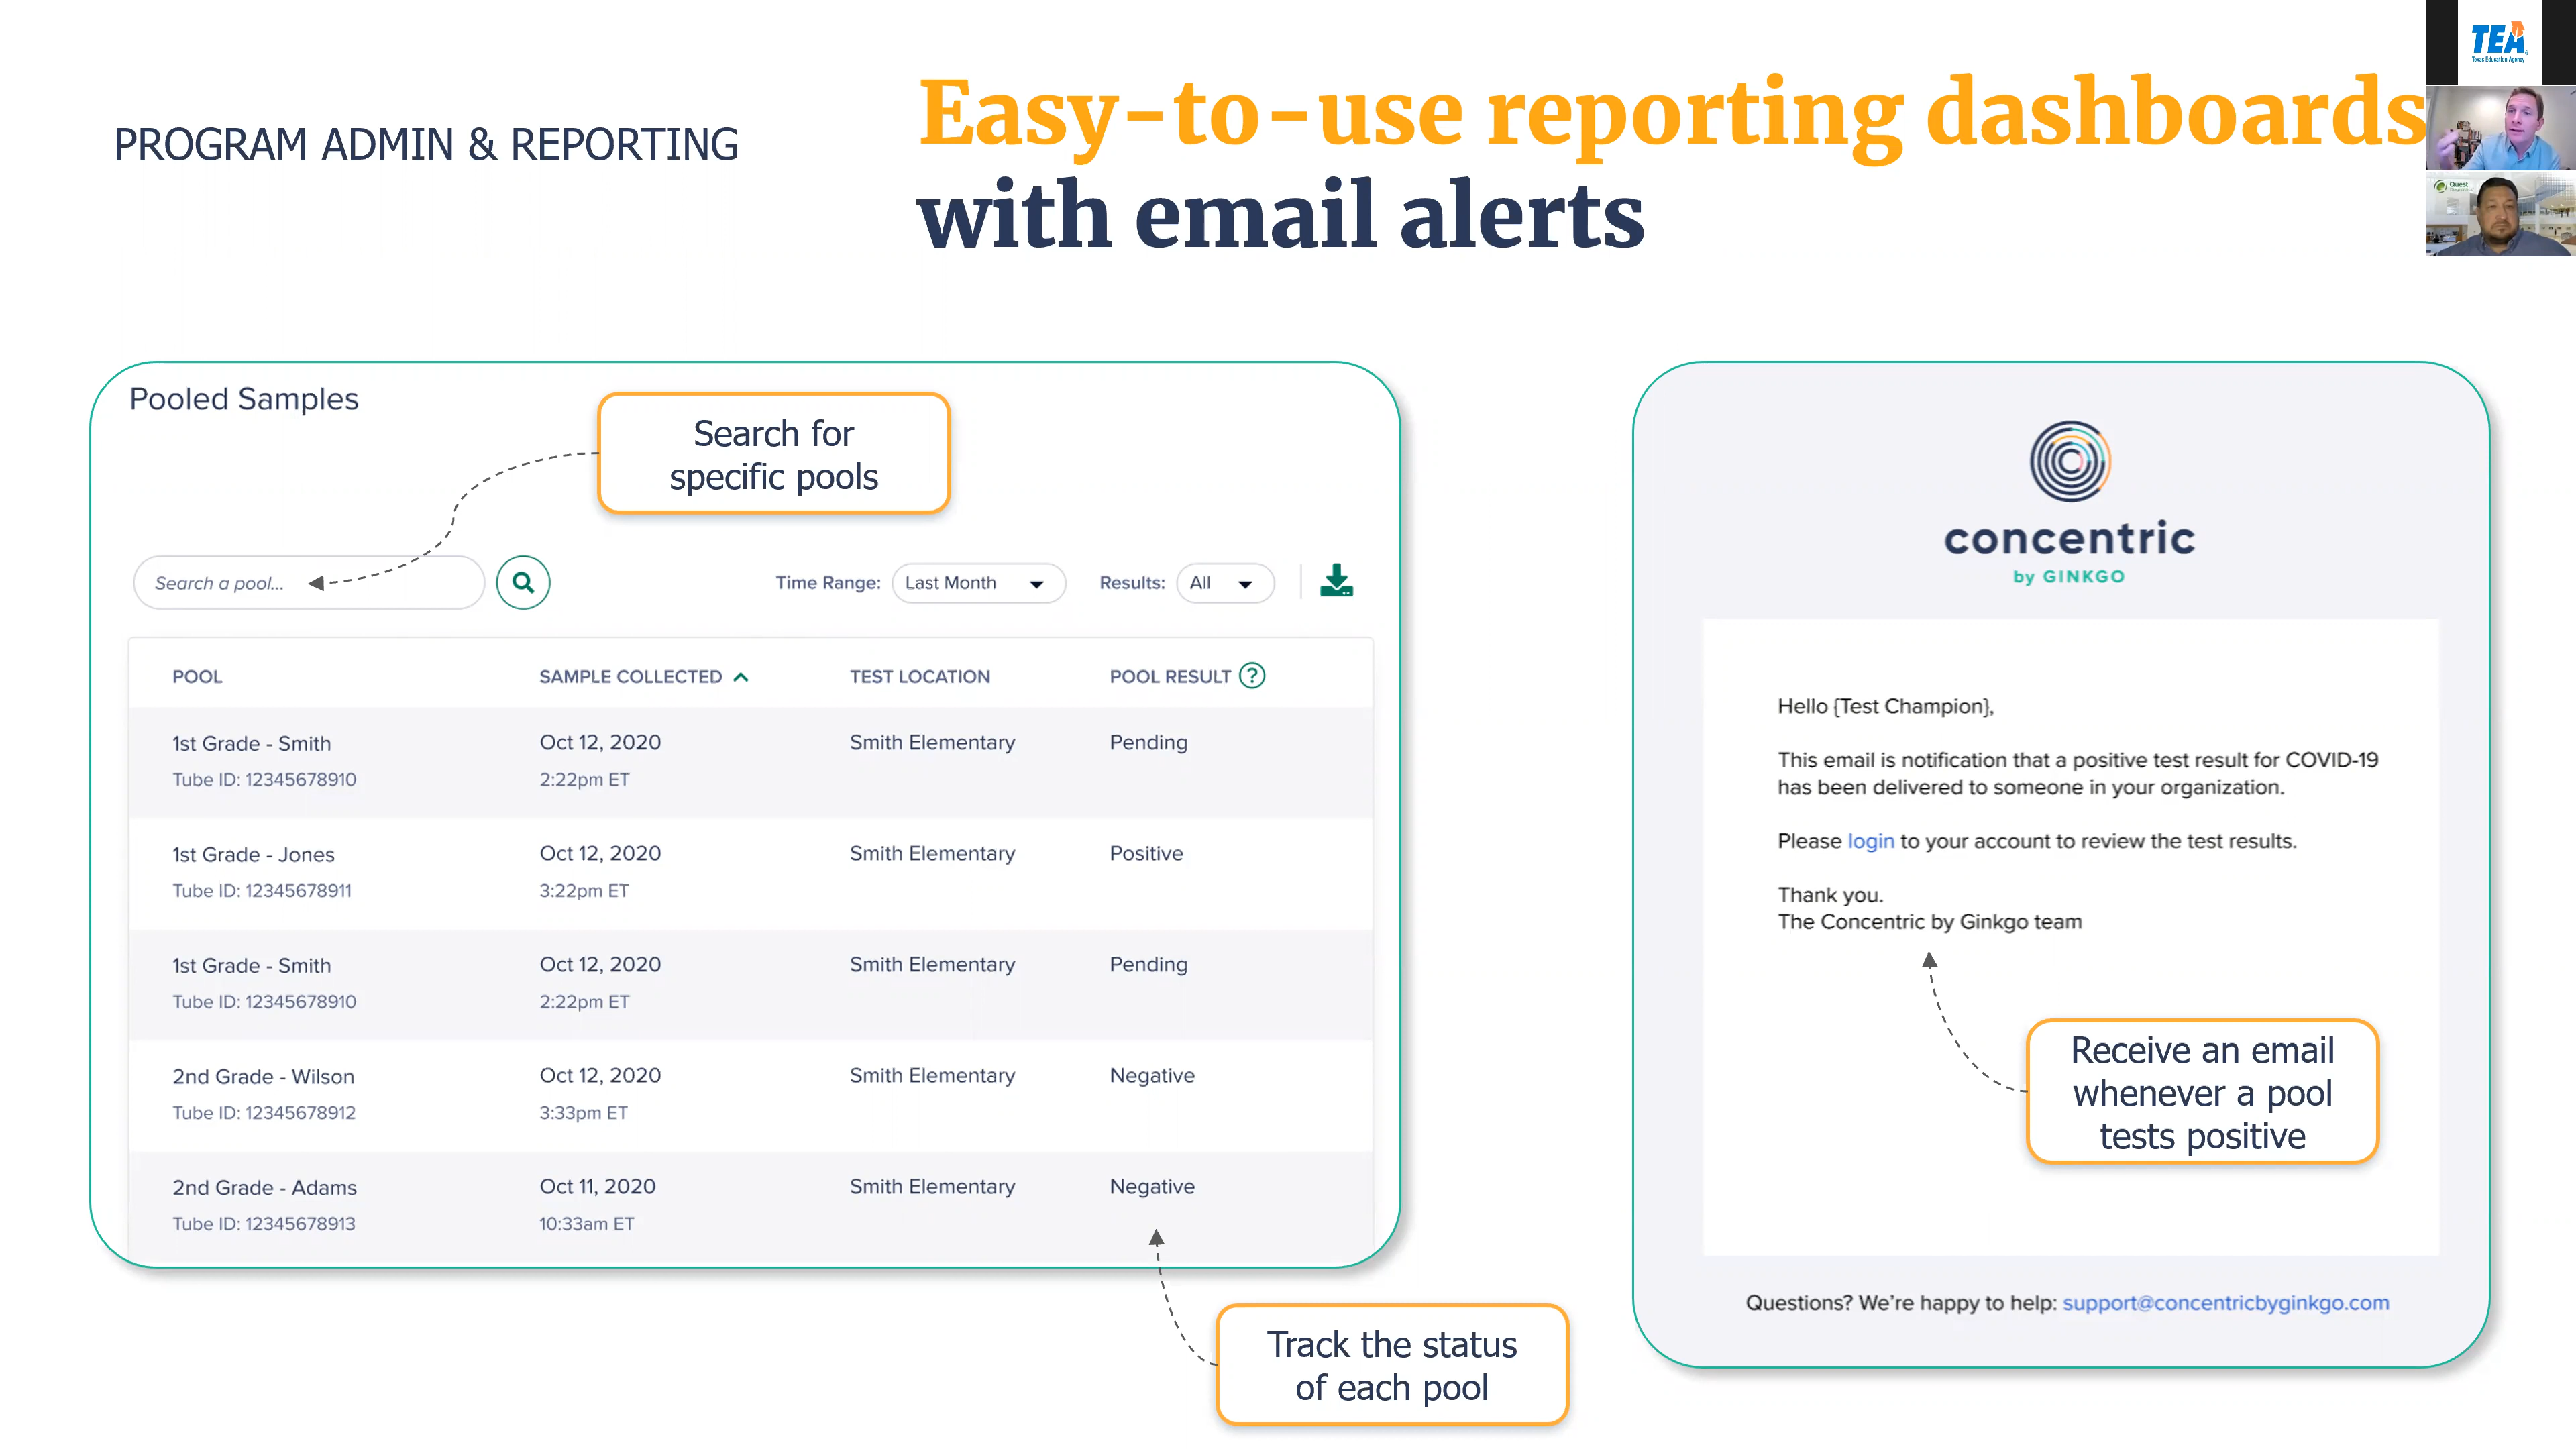 PROGRAM ADMIN & REPORTING
Easy-to-use reporting dashboards
with email alerts
TEA
Texas Education Agency
Quest
Pooled Samples
Search for
specific pools
Search a pool...
Time Range: Last Month
Results: All
POOL SAMPLE COLLECTED TEST LOCATION POOL RESULT ?
1st Grade - Smith Oct 12, 2020 Smith Elementary Pending
Tube ID: 12345678910 2:22pm ET
1st Grade - Jones Oct 12, 2020 Smith Elementary Positive
Tube ID: 12345678911 3:22pm ET
1st Grade - Smith Oct 12, 2020 Smith Elementary Pending
Tube ID: 12345678910 2:22pm ET
2nd Grade - Wilson Oct 12, 2020 Smith Elementary Negative
Tube ID: 12345678912 3:33pm ET
2nd Grade - Adams Oct 11, 2020 Smith Elementary Negative
Tube ID: 12345678913 10:33am ET
Track the status
of each pool
concentric
by GINKGO
Hello {Test Champion},
This email is notification that a positive test result for COVID-19
has been delivered to someone in your organization.
Please login to your account to review the test results.
Thank you.
The Concentric by Ginkgo team
Receive an email
whenever a pool
tests positive
Questions? We're happy to help: support@concentricbyginkgo.com